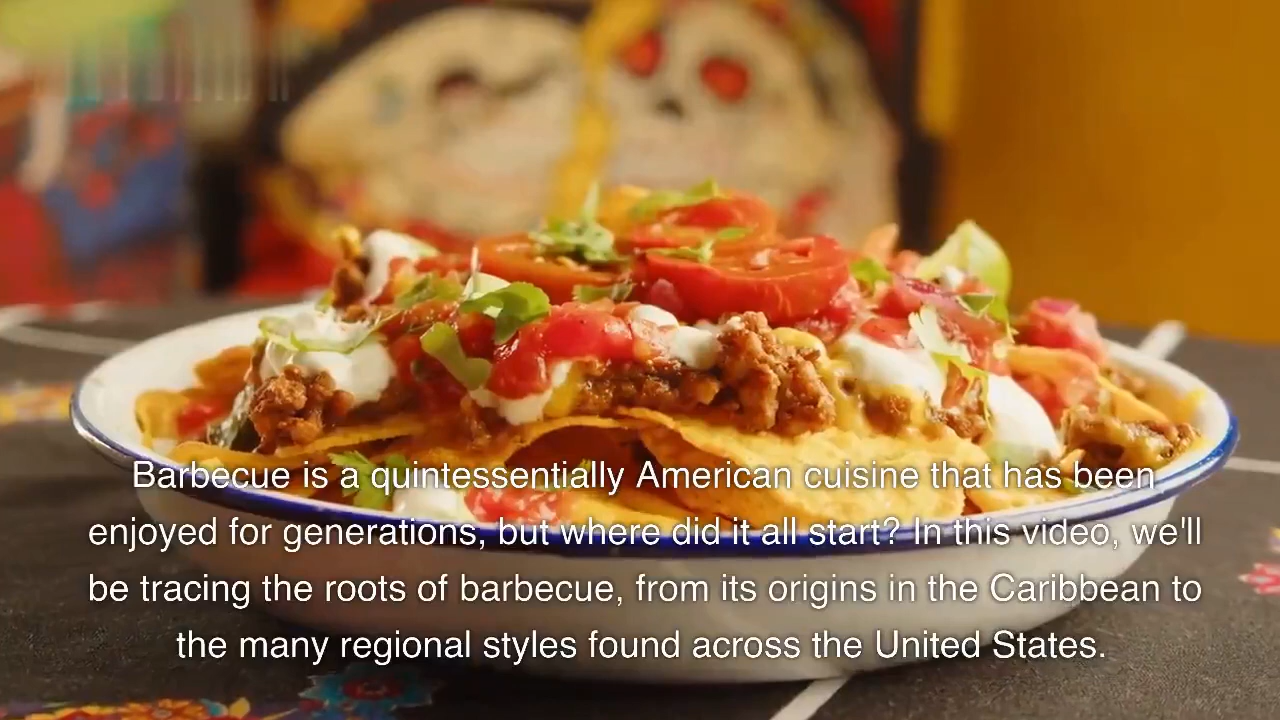 Barbecue is a quintessentially American cuisine that has been
enjoyed for generations, but where did it all start? In this video, we'll
be tracing the roots of barbecue, from its origins in the Caribbean to
the many regional styles found across the United States.